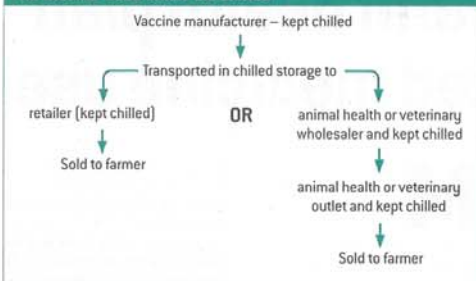 Vaccine manufacturer – kept chilled
Transported in chilled storage to
retailer (kept chilled)
Sold to farmer
OR
animal health or veterinary
wholesaler and kept chilled
animal health or veterinary
outlet and kept chilled
Sold to farmer